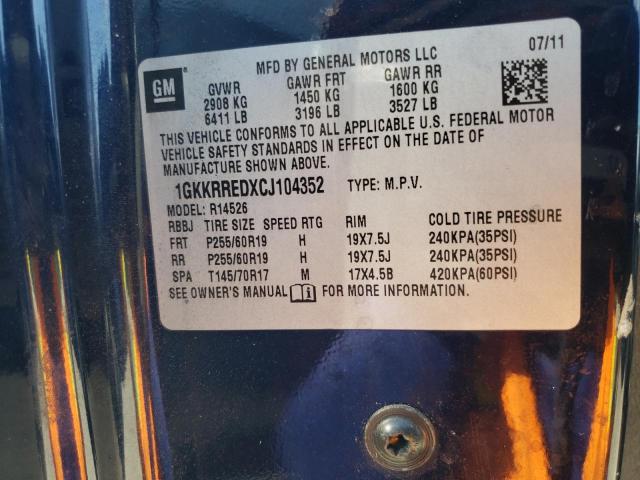 MFD BY GENERAL MOTORS LLC 07/11
GM
GVWR GAWR FRT GAWR RR
2908 KG 1450 KG 1600 KG
6411 LB 3196 LB 3527 LB
THIS VEHICLE CONFORMS TO ALL APPLICABLE U.S. FEDERAL MOTOR
VEHICLE SAFETY STANDARDS IN EFFECT ON THE DATE OF
MANUFACTURE SHOWN ABOVE.
1GKKRREDXCJ104352 TYPE: M.P.V.
MODEL: R14526
RBBJ TIRE SIZE SPEED RTG RIM COLD TIRE PRESSURE
FRT P255/60R19 H 19X7.5J 240KPA(35PSI)
RR P255/60R19 H 19X7.5J 240KPA(35PSI)
SPA T145/70R17 M 17X4.5B 420KPA(60PSI)
SEE OWNER'S MANUAL FOR MORE INFORMATION.